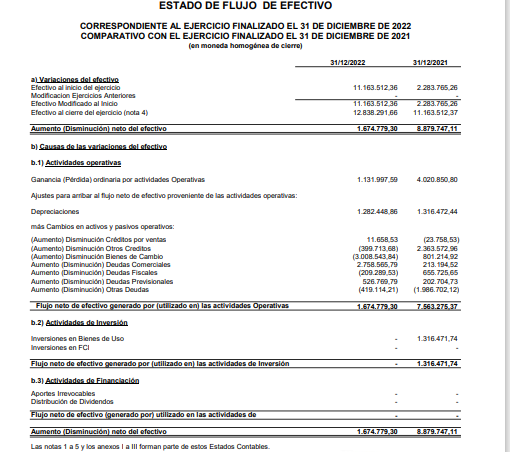 ESTADO DE FLUJO DE EFECTIVO
CORRESPONDIENTE AL EJERCICIO FINALIZADO EL 31 DE DICIEMBRE DE 2022
COMPARATIVO CON EL EJERCICIO FINALIZADO EL 31 DE DICIEMBRE DE 2021
(en moneda homogénea de cierre)
31/12/2022 31/12/2021
a) Variaciones del efectivo
Efectivo al inicio del ejercicio 11.163.512,36 2.283.765,26
Modificacion Ejercicios Anteriores - -
Efectivo Modificado al Inicio 11.163.512,36 2.283.765,26
Efectivo al cierre del ejercicio (nota 4) 12.838.291,66 11.163.512,37
Aumento (Disminución) neto del efectivo 1.674.779,30 8.879.747,11
b) Causas de las variaciones del efectivo
b.1) Actividades operativas
Ganancia (Pérdida) ordinaria por actividades Operativas 1.131.997,59 4.020.850,80
Ajustes para arribar al flujo neto de efectivo proveniente de las actividades operativas:
Depreciaciones 1.282.448,86 1.316.472,44
más Cambios en activos y pasivos operativos:
(Aumento) Disminución Créditos por ventas 11.658,53 (23.758,53)
(Aumento) Disminución Otros Creditos (399.713,68) 2.363.572,96
(Aumento) Disminución Bienes de Cambio (3.008.543,84) 801.214,92
Aumento (Disminución) Deudas Comerciales 2.758.565,79 213.194,52
Aumento (Disminución) Deudas Fiscales (209.289,53) 655.725,65
Aumento (Disminución) Deudas Previsionales 526.769,79 202.704,73
Aumento (Disminución) Otras Deudas (419.114,21) (1.986.702,12)
Flujo neto de efectivo generado por (utilizado en) las actividades Operativas 1.674.779,30 7.563.275,37
b.2) Actividades de Inversión
Inversiones en Bienes de Uso - 1.316.471,74
Inversiones en FCI - -
Flujo neto de efectivo generado por (utilizado en) las actividades de Inversión - 1.316.471,74
b.3) Actividades de Financiación
Aportes Irrevocables - -
Distribución de Dividendos - -
Flujo neto de efectivo (generado por) utilizado en las actividades de - -
Aumento (Disminución) neto del efectivo 1.674.779,30 8.879.747,11
Las notas 1 a 5 y los anexos I a III forman parte de estos Estados Contables.